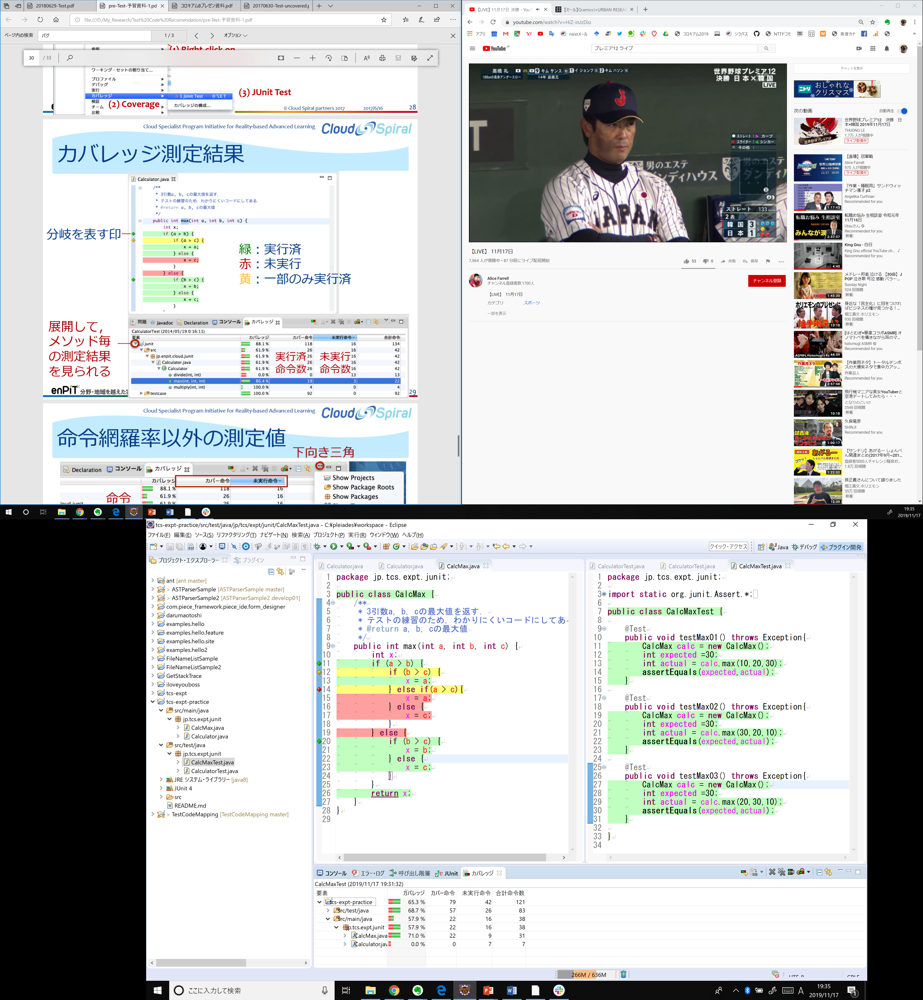 20180629-Test.pdf
pre-Test-予習資料-1.pd
コロキアムBプレゼン資料.pdf
20170630-Test-uncovered.p
file:///D:/My_Research/Test%20Code%20Recomendation/pre-Test-予習資料-1.pdf
ページ内の検索
バグ
1 / 3
オプション
30 / 33
(1) Right click on
ワーキング・セットの割り当て...
プロファイル
デバッグ
実行
カバレッジ
検証
チーム
比較
1 JUnit Test
カバレッジの構成...
(2) Coverage
(3) JUnit Test
© Cloud Spiral partners 2017
2017/6/16
28
Cloud Specialist Program Initiative for Reality-based Advanced Learning
Cloud Spiral
カバレッジ測定結果
Calculator.java
/**
* 3引数a, b, cの最大値を返す.
* テストの練習のため，わかりにくいコードにしてある.
* @return a, b, cの最大値
*/
public int max(int a, int b, int c) {
int x;
if (a > b) {
if (a > c) {
x = a;
} else {
x = c;
}
} else {
if (b > c) {
x = b;
} else {
x = c;
}
分岐を表す印
緑：実行済
赤：未実行
黄：一部のみ実行済
展開して，
メソッド毎
の測定結果
を見られる
問題 Javadoc Declaration コンソール カバレッジ
CalculatorTest (2014/05/19 0:16:11)
要素 カバレッジ カバー命令 未実行命令 合計命令
junit 88.1 % 118 16 134
src 61.9 % 26 16 42
jp.enpit.cloud.junit 61.9 % 26 16 42
Calculator.java 61.9 % 26 16 42
Calculator 61.9 % 26 16 42
divide(int, int) 0.0 % 0 13 13
max(int, int, int) 86.4 % 19 3 22
multiply(int, int) 100.0 % 4 0 4
testcase 100.0 % 92 0 92
実行済
命令数
未実行
命令数
enPiT 分野・地域を越えた
29
Cloud Specialist Program Initiative for Reality-based Advanced Learning
Cloud Spiral
命令網羅率以外の測定値
下向き三角
Declaration コンソール カバレッジ
カバレッジ カバー命令 未実行命令
88.1 % 118 16
61.9 % 26 16
61.9 % 26 16
命令
Show Projects
Show Package Roots
Show Packages
【LIVE】11月17日 決勝 - YouT
【セール】Gramicci×URBAN RESEA
youtube.com/watch?v=HiZ-inJzDio
アプリ
naistメール
コロキアム2019
シラバス
NTTドコモ
発音カナ
YouTube JP
プレミア12 ライブ
高橋 礼 VS 9 キム サンス 右 1 イ ジョンフ 左 2 キム ハソン 右
188cmの長身アンダースロー
14年 盗塁王
世界野球プレミア12
決勝 日本×韓国
LIVE
ストレート カーブ
スライダー シンカー
その他
男のエステ
ダンディハウス
JAPAN
ストレート 133
2表
韓国 3
日本 1
【LIVE】 11月17日
7,564 人が視聴中・87 分前にライブ配信開始
53
0
共有
保存
Alice Farrell
チャンネル登録者数 1700人
チャンネル登録
【LIVE】 11月17日
カテゴリ スポーツ
一部を表示
チャットを表示
ニトリ おしゃれなクリスマス
次の動画
自動再生
世界野球プレミア12 決勝 日本×韓国 2019年11月17日
THUONG LE
1.7万 人が視聴中
ライブ配信中
【直播】冠軍戦
Alice Farrell
975 人が視聴中
ライブ配信中
『作業・睡眠用』サンドウィッチマン漫才 p2
Angelika Curfman
Recommended for you
1:17:43
転職お悩み 生相談室 令和元年11月16日
Utsuさん
Recommended for you
新着
2:37:57
King Gnu - 白日
King Gnu official YouTube ch...
Recommended for you
4:40
メドレー邦楽 泣ける 【30曲】J POP 泣き歌 号泣 感動 バラー...
Sunday Night
524 回視聴
新着
1:45:30
身近な「民主化」に目をつければビジネスの種が見つかる！...
堀江貴文 ホリエモン
930 回視聴
新着
13:10
[はとむぎ×華凛コラボASMR] オノマトペを囁きながら耳のマ...
hatomugi ASMR
Recommended for you
44:59
【作業用ネタ】トータルテンボスの大爆笑ネタで集中力アッ...
作業芸人
Recommended for you
2:57:48
飛行機マニアな美女YouTuberと空港デートしてみたら・・・
となりのこいけ
3548 回視聴
新着
10:18
久保竜彦
SHINJI
Recommended for you
1:00:17
【サンドリ】あがるー しょんべん関連まとめ(2017年9月~201...
登録者5000人チャレンジ騒音お...
1.8万 回視聴
1:22:02
孫正義さんについて語りました
堀江貴文 ホリエモン
35万 回視聴
新着
12:39
19:35
2019/11/17
tcs-expt-practice/src/test/java/jp/tcs/expt/junit/CalcMaxTest.java - C:¥pleiades¥workspace - Eclipse
ファイル(F) 編集(E) ソース(S) リファクタリング(T) ナビゲート(N) 検索(A) プロジェクト(P) 実行(R) ウィンドウ(W) ヘルプ(H)
クイック・アクセス
Java デバッグ プラグイン開発
プロジェクト・エクスプローラー
プラグイン
ant [ant master]
> ASTParserSample [ASTParserSample master]
> ASTParserSample2 [ASTParserSample2 develop01]
com.piece_framework.piece_ide.form_designer
darumaotoshi
examples.hello
examples.hello.feature
examples.hello.site
examples.hello2
FileNameListSample
FileNameListSample2
GetStackTrace
iloveyouboss
tcs-expt
tcs-expt-practice
src/main/java
jp.tcs.expt.junit
CalcMax.java
Calculator.java
src/test/java
jp.tcs.expt.junit
CalcMaxTest.java
CalculatorTest.java
JRE システム・ライブラリー [java8]
JUnit 4
src
README.md
> TestCodeMapping [TestCodeMapping master]
Calculator.java Calculator.java CalcMax.java
1 package jp.tcs.expt.junit;
2
3 public class CalcMax {
4 /**
5 * 3引数a, b, cの最大値を返す.
6 * テストの練習のため，わかりにくいコードにしてあ
7 * @return a, b, cの最大値
8 */
9 public int max(int a, int b, int c) {
10 int x;
11 if (a > b) {
12 if (b > c) {
13 x = a;
14 } else if(a > c){
15 x = a;
16 } else {
17 x = c;
18 }
19 } else {
20 if (b > c) {
21 x = b;
22 } else {
23 x = c;
24 }
25 }
26 return x;
27 }
28 }
29
CalculatorTest.java CalculatorTest.java CalcMaxTest.java
1 package jp.tcs.expt.junit;
2
3 import static org.junit.Assert.*;
6
7 public class CalcMaxTest {
8
9 @Test
10 public void testMax01() throws Exception{
11 CalcMax calc = new CalcMax();
12 int expected =30;
13 int actual = calc.max(10,20,30);
14 assertEquals(expected,actual);
15 }
16
17 @Test
18 public void testMax02() throws Exception{
19 CalcMax calc = new CalcMax();
20 int expected =30;
21 int actual = calc.max(30,20,10);
22 assertEquals(expected,actual);
23 }
24
25 @Test
26 public void testMax03() throws Exception{
27 CalcMax calc = new CalcMax();
28 int expected =30;
29 int actual = calc.max(20,30,10);
30 assertEquals(expected,actual);
31 }
32
33 }
34
コンソール エラー・ログ 呼び出し階層 JUnit カバレッジ
CalcMaxTest (2019/11/17 19:31:32)
要素 カバレッジ カバー命令 未実行命令 合計命令数
tcs-expt-practice 65.3 % 79 42 121
src/test/java 68.7 % 57 26 83
src/main/java 57.9 % 22 16 38
jp.tcs.expt.junit 57.9 % 22 16 38
CalcMax.java 71.0 % 22 9 31
Calculator.jav 0.0 % 0 7 7
266M / 636M
ここに入力して検索
A
19:35
2019/11/17
1